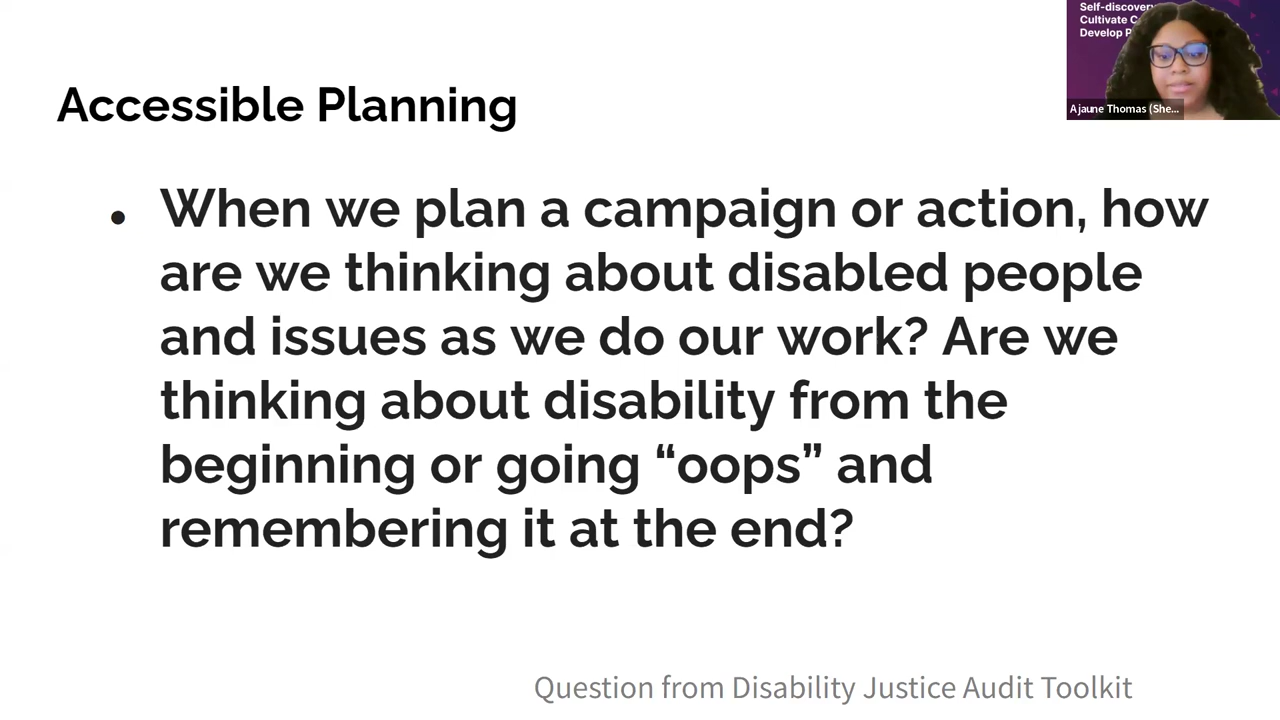 Self-discovery
Cultivate C
Develop P
Ajaune Thomas (She...
Accessible Planning
• When we plan a campaign or action, how
are we thinking about disabled people
and issues as we do our work? Are we
thinking about disability from the
beginning or going “oops” and
remembering it at the end?
Question from Disability Justice Audit Toolkit